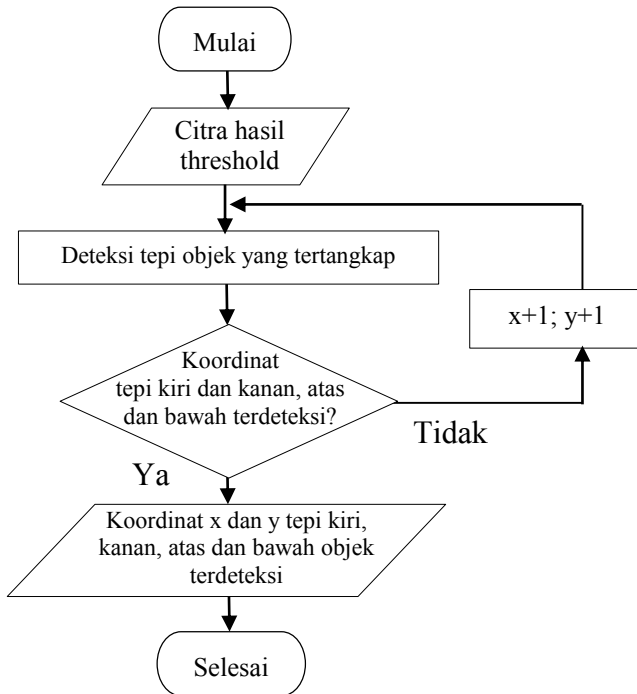 Mulai
Citra hasil
threshold
Deteksi tepi objek yang tertangkap
x+1; y+1
Koordinat
tepi kiri dan kanan, atas
dan bawah terdeteksi?
Tidak
Ya
Koordinat x dan y tepi kiri,
kanan, atas dan bawah objek
terdeteksi
Selesai